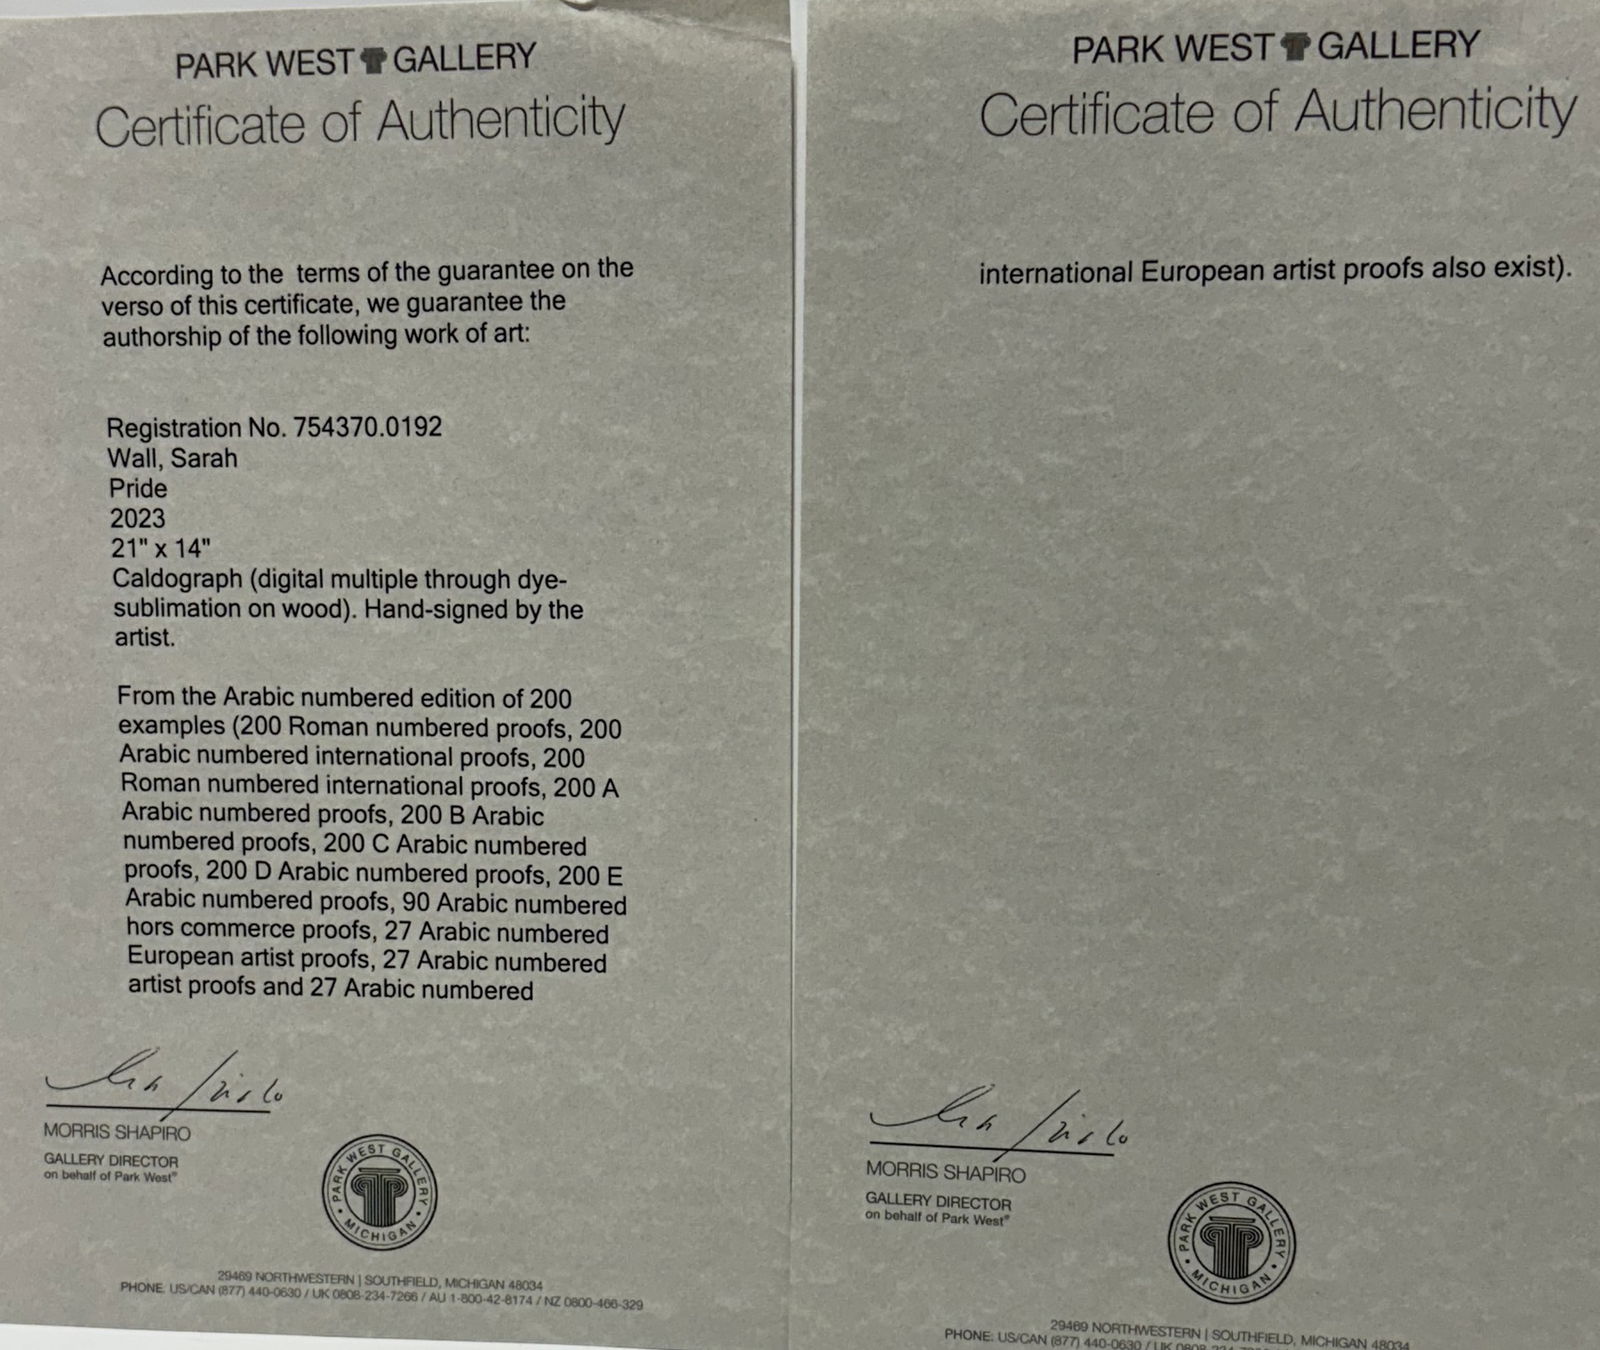 PARK WEST GALLERY
Certificate of Authenticity
According to the terms of the guarantee on the
verso of this certificate, we guarantee the
authorship of the following work of art:
Registration No. 754370.0192
Wall, Sarah
Pride
2023
21" x 14"
Caldograph (digital multiple through dye-
sublimation on wood). Hand-signed by the
artist.
From the Arabic numbered edition of 200
examples (200 Roman numbered proofs, 200
Arabic numbered international proofs, 200
Roman numbered international proofs, 200 A
Arabic numbered proofs, 200 B Arabic
numbered proofs, 200 C Arabic numbered
proofs, 200 D Arabic numbered proofs, 200 E
Arabic numbered proofs, 90 Arabic numbered
hors commerce proofs, 27 Arabic numbered
European artist proofs, 27 Arabic numbered
artist proofs and 27 Arabic numbered
MORRIS SHAPIRO
GALLERY DIRECTOR
on behalf of Park West®
PARK WEST GALLERY
• MICHIGAN •
29469 NORTHWESTERN | SOUTHFIELD, MICHIGAN 48034
PHONE: US/CAN (877) 440-0630 / UK 0808-234-7266 / AU 1-800-42-8174 / NZ 0800-466-329
PARK WEST GALLERY
Certificate of Authenticity
international European artist proofs also exist).
MORRIS SHAPIRO
GALLERY DIRECTOR
on behalf of Park West®
PARK WEST GALLERY
• MICHIGAN •
29469 NORTHWESTERN | SOUTHFIELD, MICHIGAN 48034
PHONE: US/CAN (877) 440-0630 / UK 0808